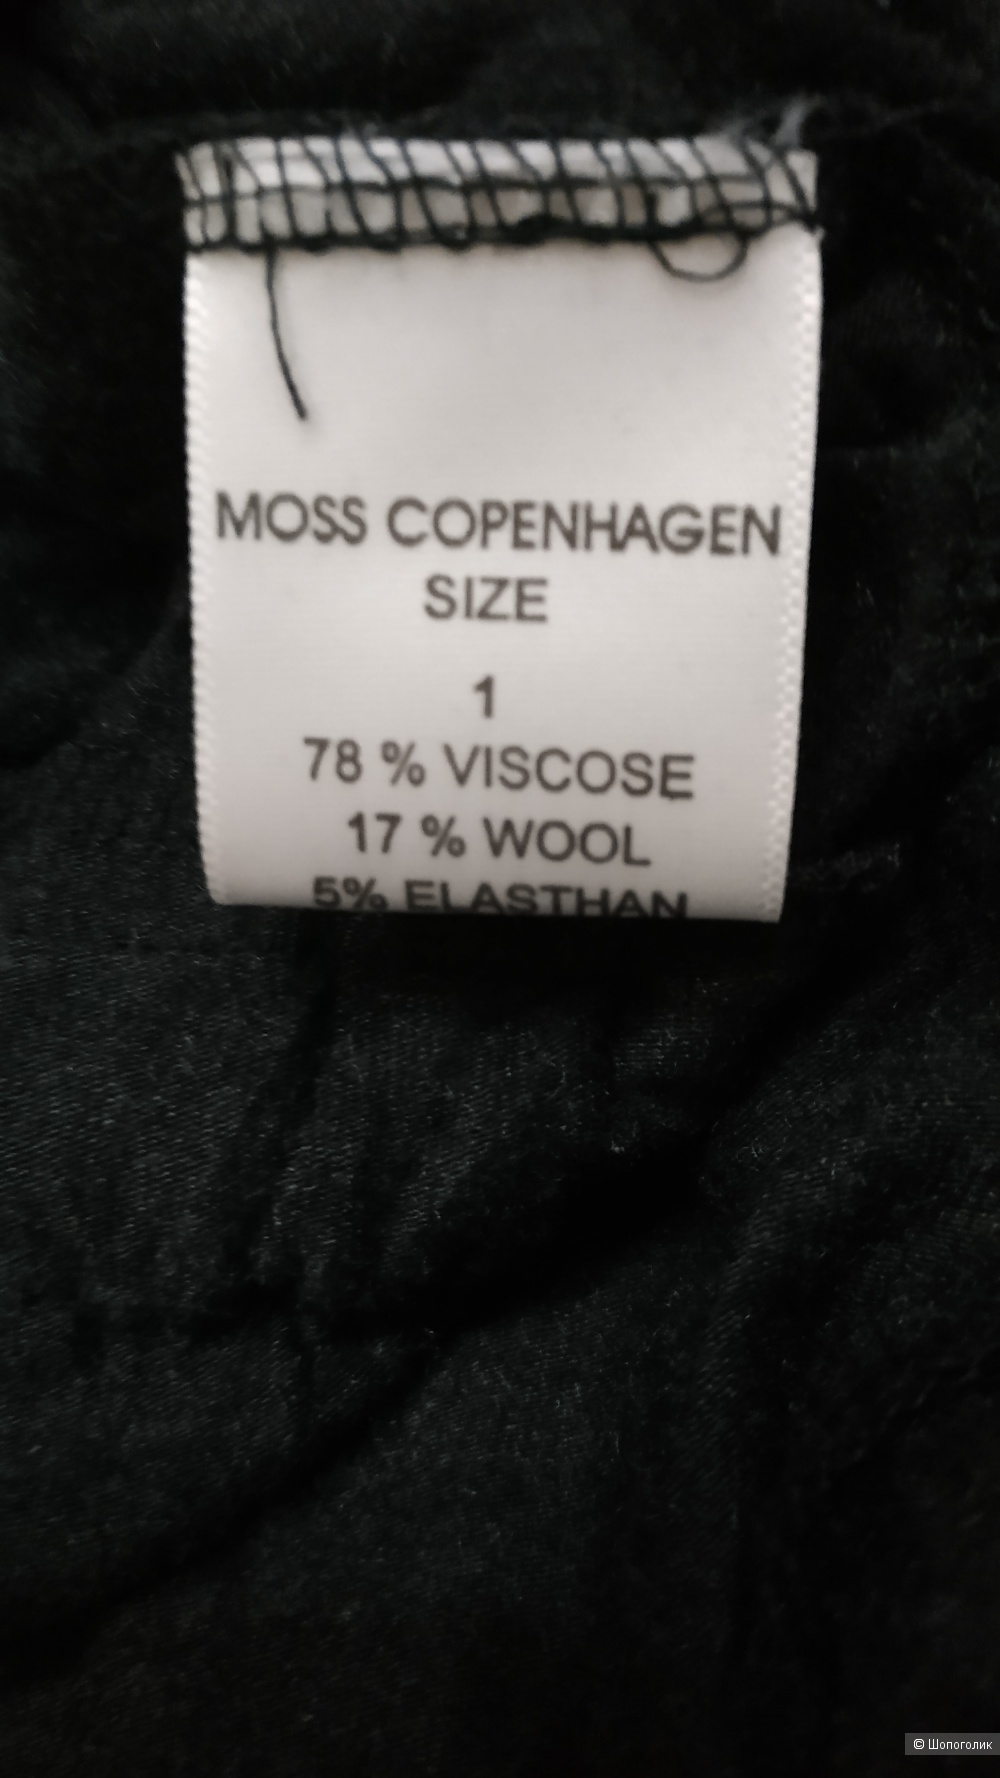 MOSS COPENHAGEN
SIZE
1
78 % VISCOSE
17 % WOOL
5% ELASTHAN
© Шопоголик